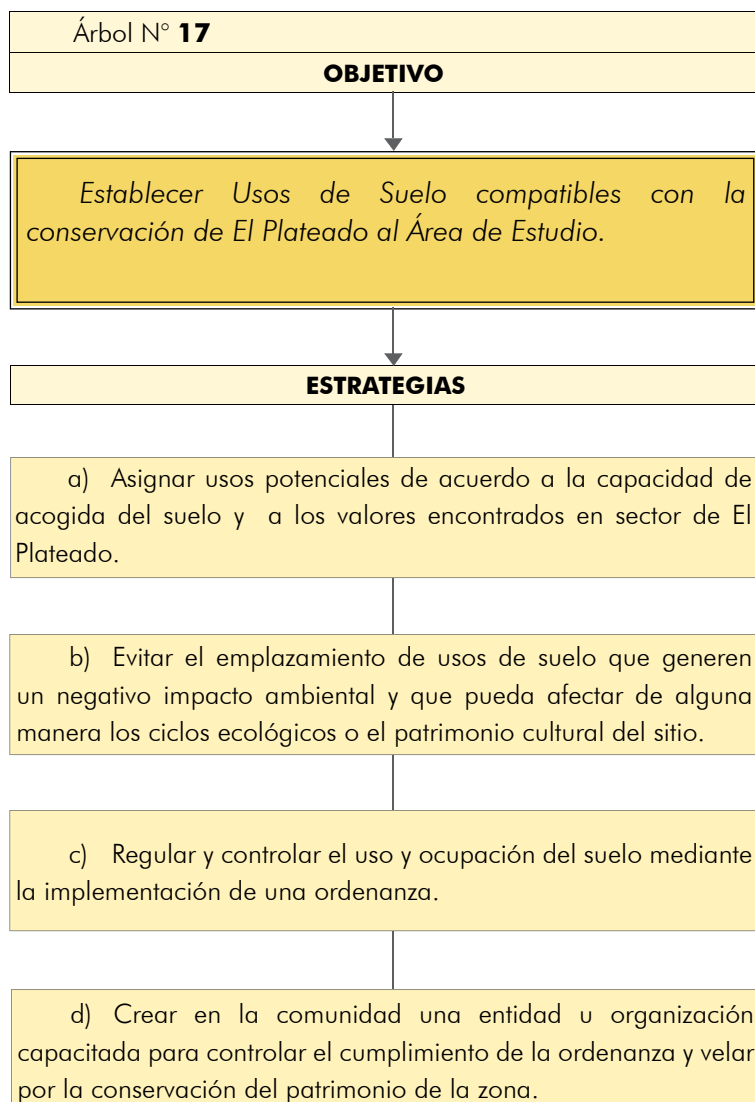 Árbol N° 17
OBJETIVO
Establecer Usos de Suelo compatibles con la
conservación de El Plateado al Área de Estudio.
ESTRATEGIAS
a) Asignar usos potenciales de acuerdo a la capacidad de
acogida del suelo y a los valores encontrados en sector de El
Plateado.
b) Evitar el emplazamiento de usos de suelo que generen
un negativo impacto ambiental y que pueda afectar de alguna
manera los ciclos ecológicos o el patrimonio cultural del sitio.
c) Regular y controlar el uso y ocupación del suelo mediante
la implementación de una ordenanza.
d) Crear en la comunidad una entidad u organización
capacitada para controlar el cumplimiento de la ordenanza y velar
por la conservación del patrimonio de la zona.